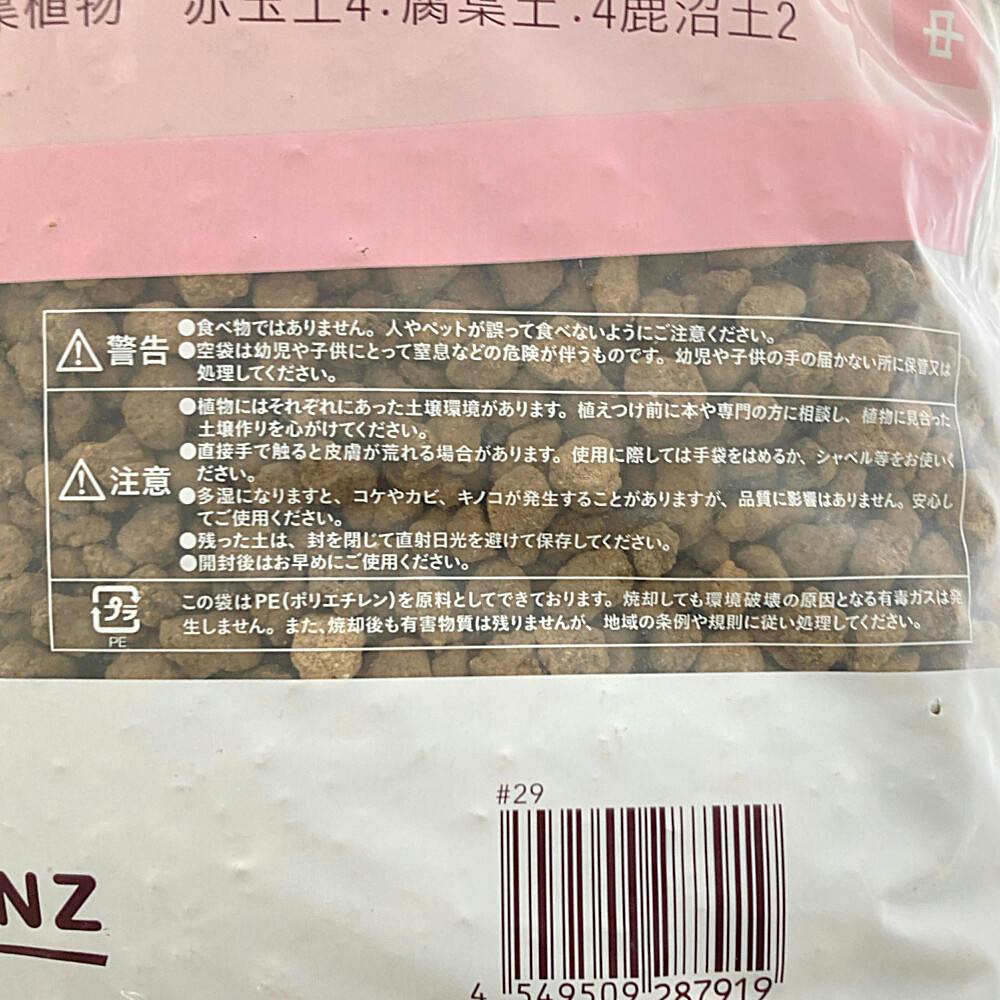 葉植物 赤玉土4.腐葉土.4鹿沼土2
警告
●食べ物ではありません。人やペットが誤って食べないようにご注意ください。
●空袋は幼児や子供にとって窒息などの危険が伴うものです。幼児や子供の手の届かない所に保管又は
処理してください。
注意
●植物にはそれぞれにあった土壌環境があります。植えつけ前に本や専門の方に相談し、植物に見合った
土壌作りを心がけてください。
●直接手で触ると皮膚が荒れる場合があります。使用に際しては手袋をはめるか、シャベル等をお使いく
ださい。
●多湿になりますと、コケやカビ、キノコが発生することがありますが、品質に影響はありません。安心し
てご使用ください。
●残った土は、封を閉じて直射日光を避けて保存してください。
●開封後はお早めにご使用ください。
プラ
PE
この袋はPE(ポリエチレン)を原料としてできております。焼却しても環境破壊の原因となる有毒ガスは発
生しません。また、焼却後も有害物質は残りませんが、地域の条例や規則に従い処理してください。
#29
NZ
4 549509 287919